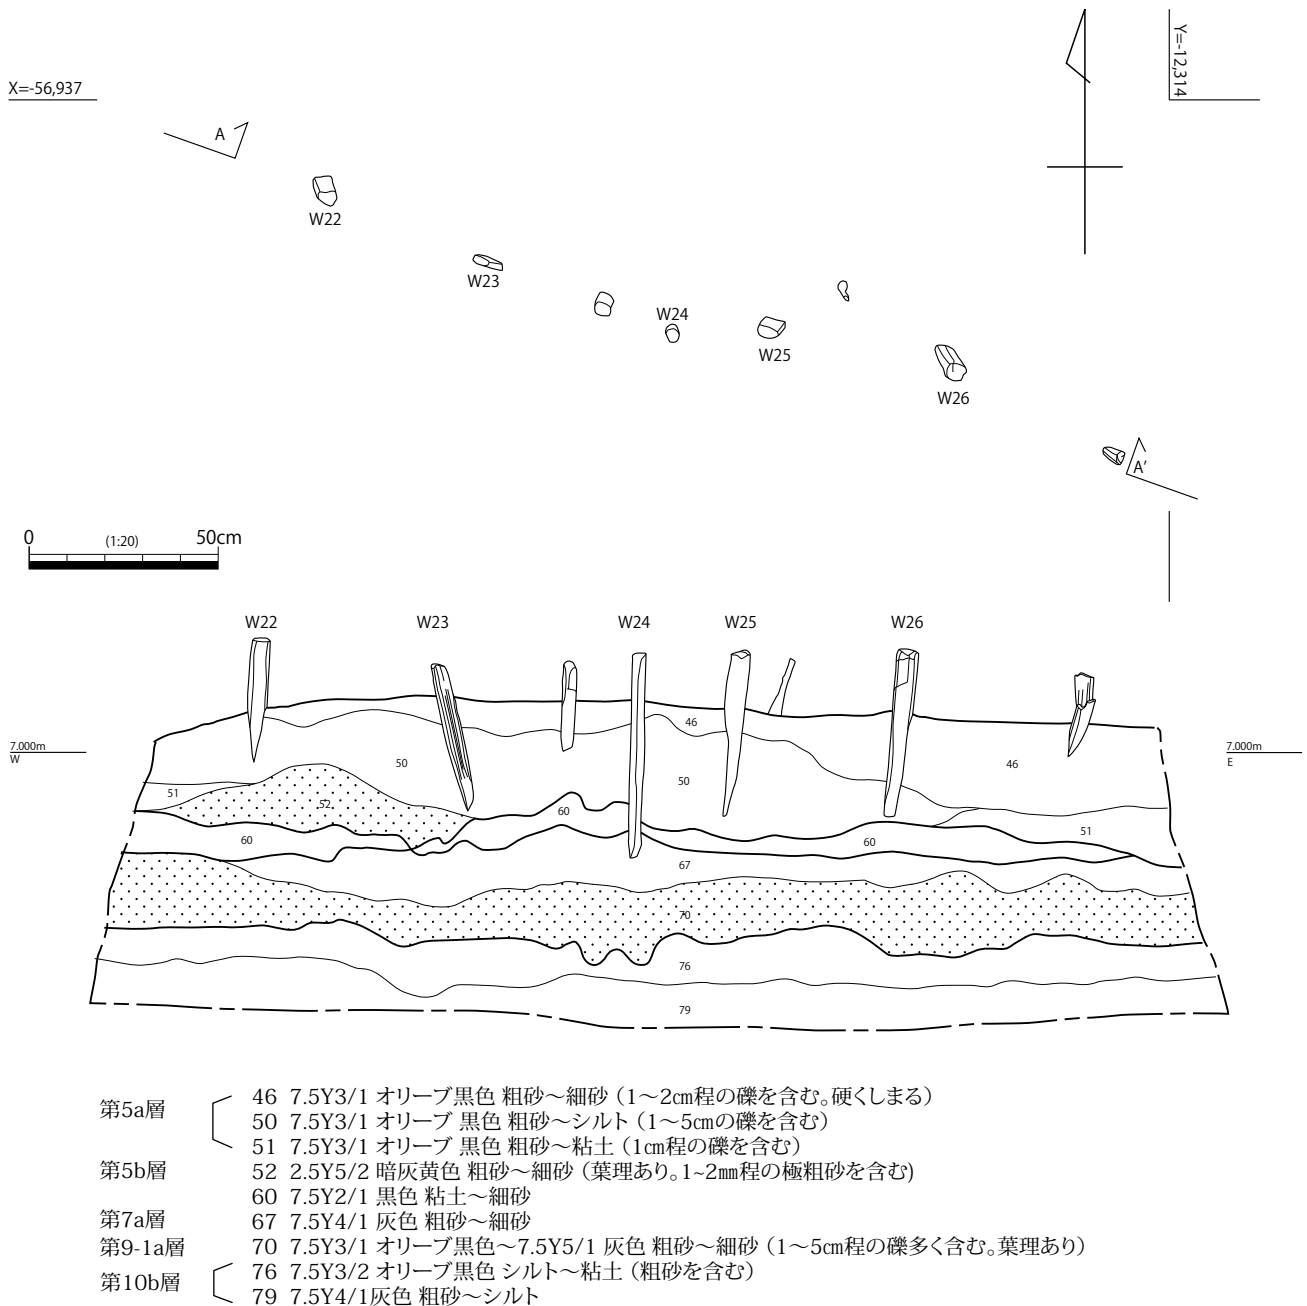 X=-56,937
Y=-12,314
A
W22
W23
W24
W25
W26
A'
0 (1:20) 50cm
W22 W23 W24 W25 W26
7.000m
W
7.000m
E
46
50
50
46
51
52
60
60
51
60
67
70
76
79
第5a層
46 7.5Y3/1 オリーブ黒色 粗砂～細砂（1～2㎝程の礫を含む。硬くしまる）
50 7.5Y3/1 オリーブ 黒色 粗砂～シルト（1～5cmの礫を含む）
51 7.5Y3/1 オリーブ 黒色 粗砂～粘土（1㎝程の礫を含む）
第5b層 52 2.5Y5/2 暗灰黄色 粗砂～細砂（葉理あり。1~2㎜程の極粗砂を含む)
60 7.5Y2/1 黒色 粘土～細砂
第7a層 67 7.5Y4/1 灰色 粗砂～細砂
第9-1a層 70 7.5Y3/1 オリーブ黒色～7.5Y5/1 灰色 粗砂～細砂（1～5㎝程の礫多く含む。葉理あり）
第10b層
76 7.5Y3/2 オリーブ黒色 シルト～粘土（粗砂を含む）
79 7.5Y4/1灰色 粗砂～シルト